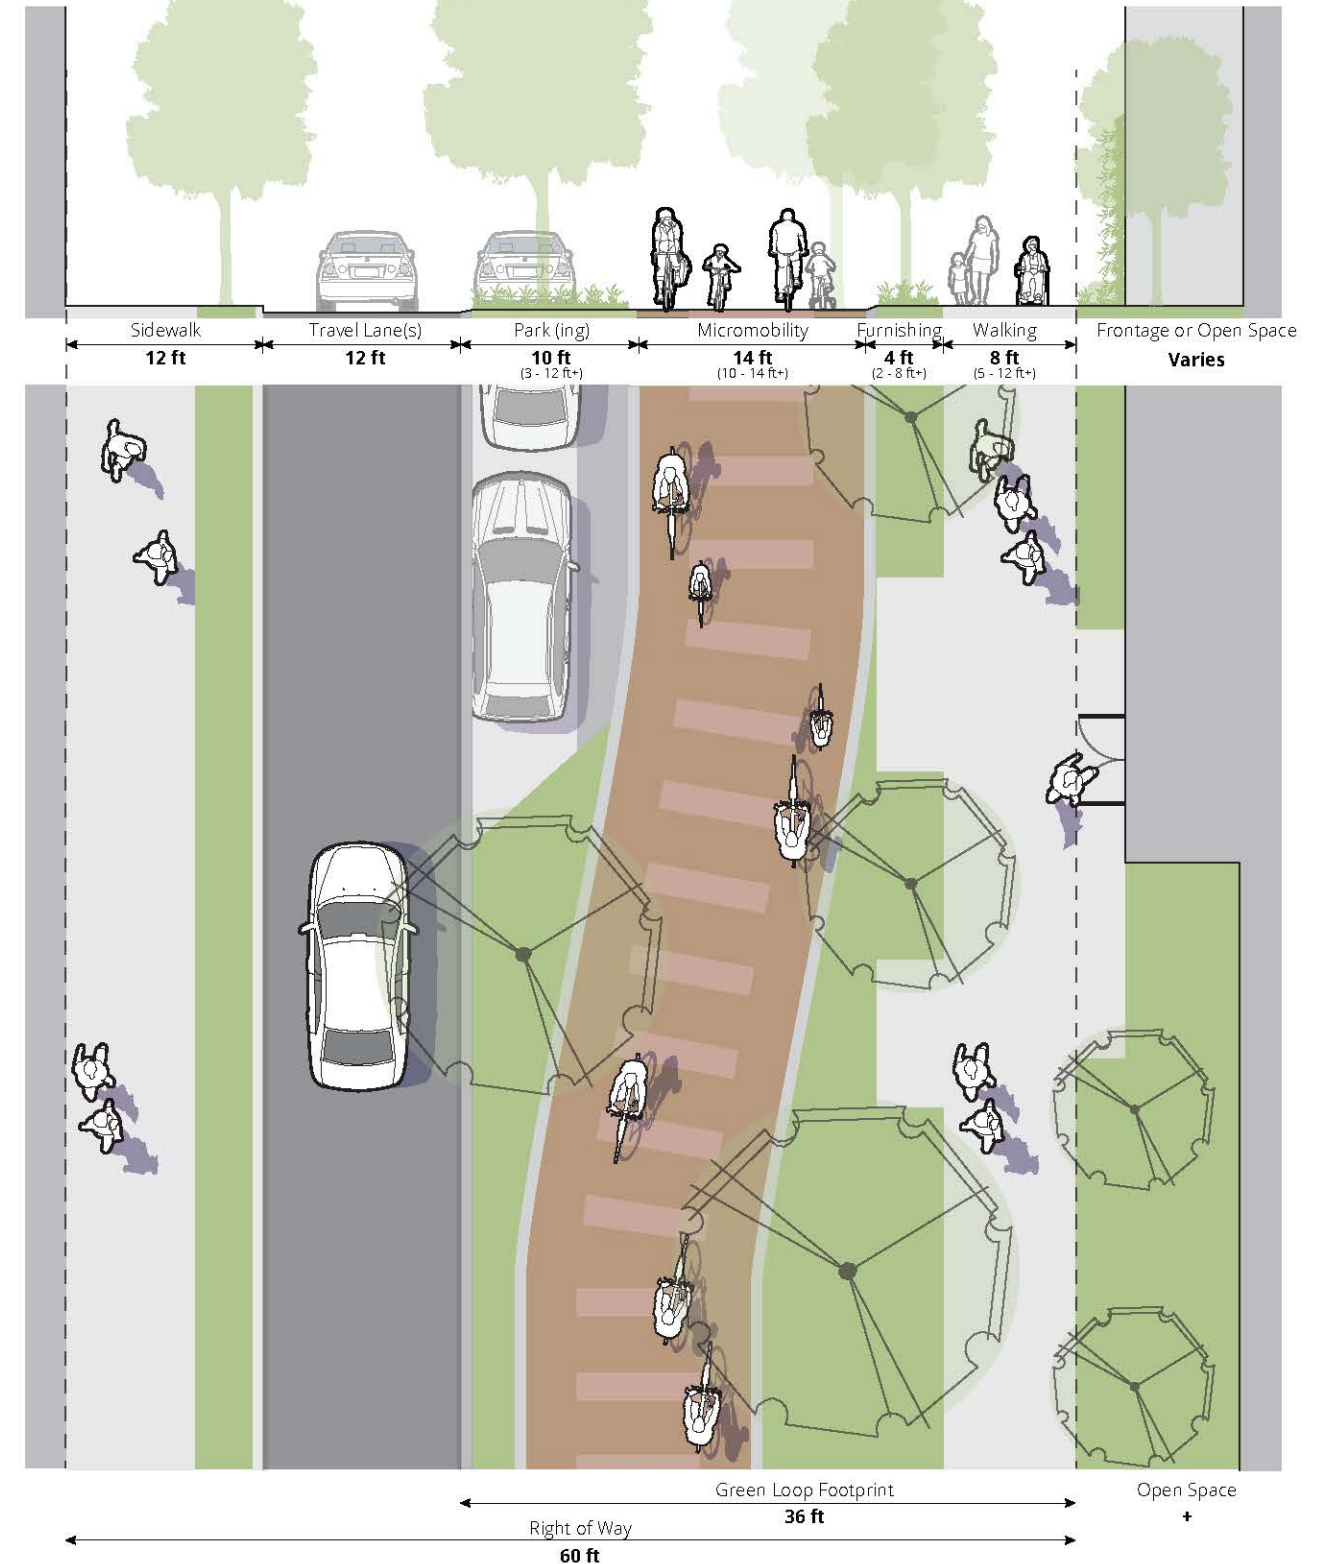 Sidewalk
12 ft
Travel Lane(s)
12 ft
Park (ing)
10 ft
(3 - 12 ft+)
Micromobility
14 ft
(10 - 14 ft+)
Furnishing
4 ft
(2 - 8 ft+)
Walking
8 ft
(5 - 12 ft+)
Frontage or Open Space
Varies
Green Loop Footprint
36 ft
Open Space
+
Right of Way
60 ft